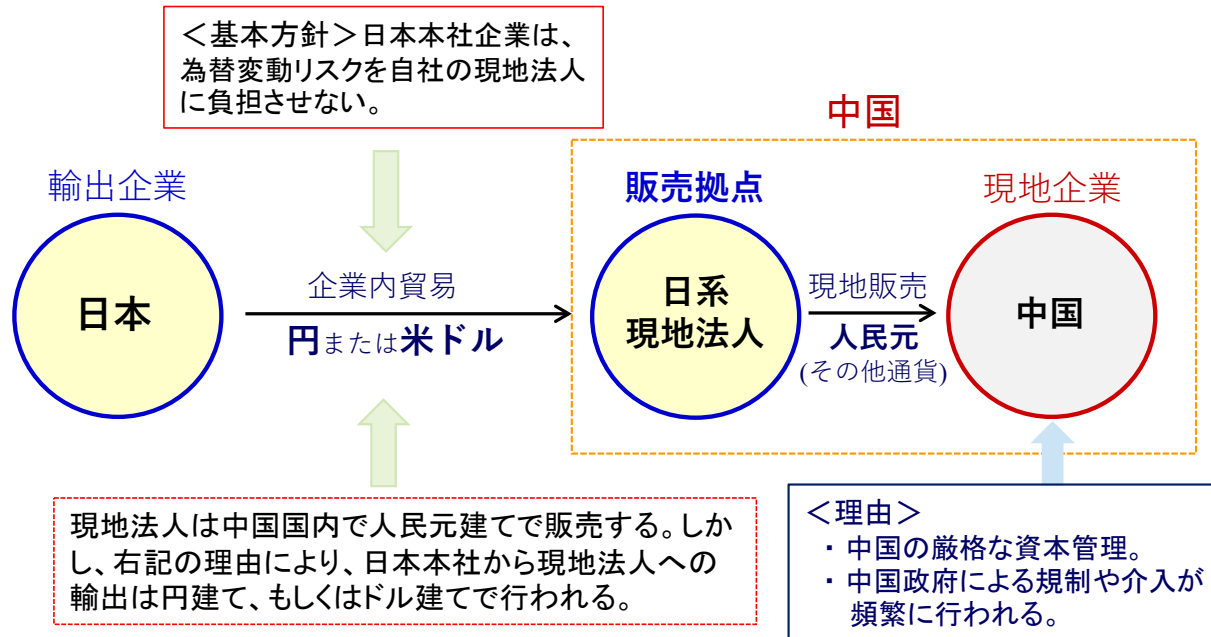 ＜基本方針＞日本本社企業は、
為替変動リスクを自社の現地法人
に負担させない。
中国
輸出企業
販売拠点
現地企業
日本
企業内貿易
円または米ドル
日系
現地法人
現地販売
人民元
(その他通貨)
中国
現地法人は中国国内で人民元建てで販売する。しか
し、右記の理由により、日本本社から現地法人への
輸出は円建て、もしくはドル建てで行われる。
＜理由＞
・ 中国の厳格な資本管理。
・ 中国政府による規制や介入が
頻繁に行われる。